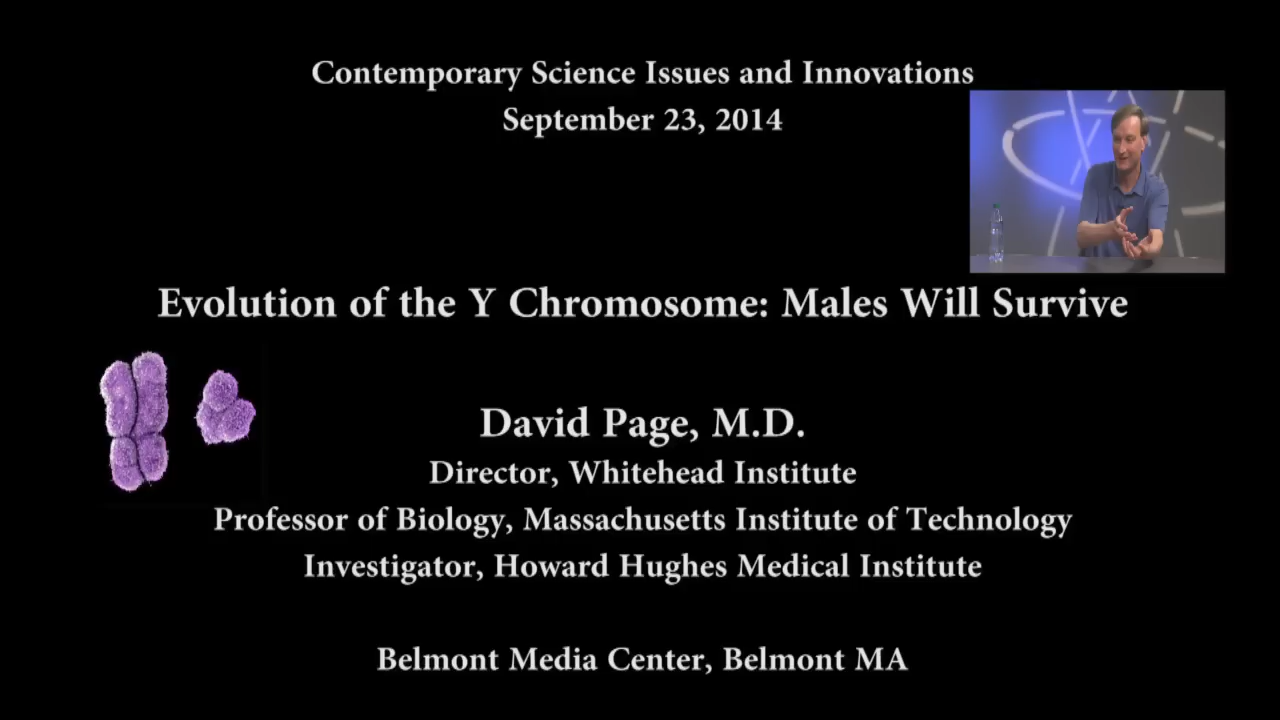 Contemporary Science Issues and Innovations
September 23, 2014
Evolution of the Y Chromosome: Males Will Survive
David Page, M.D.
Director, Whitehead Institute
Professor of Biology, Massachusetts Institute of Technology
Investigator, Howard Hughes Medical Institute
Belmont Media Center, Belmont MA